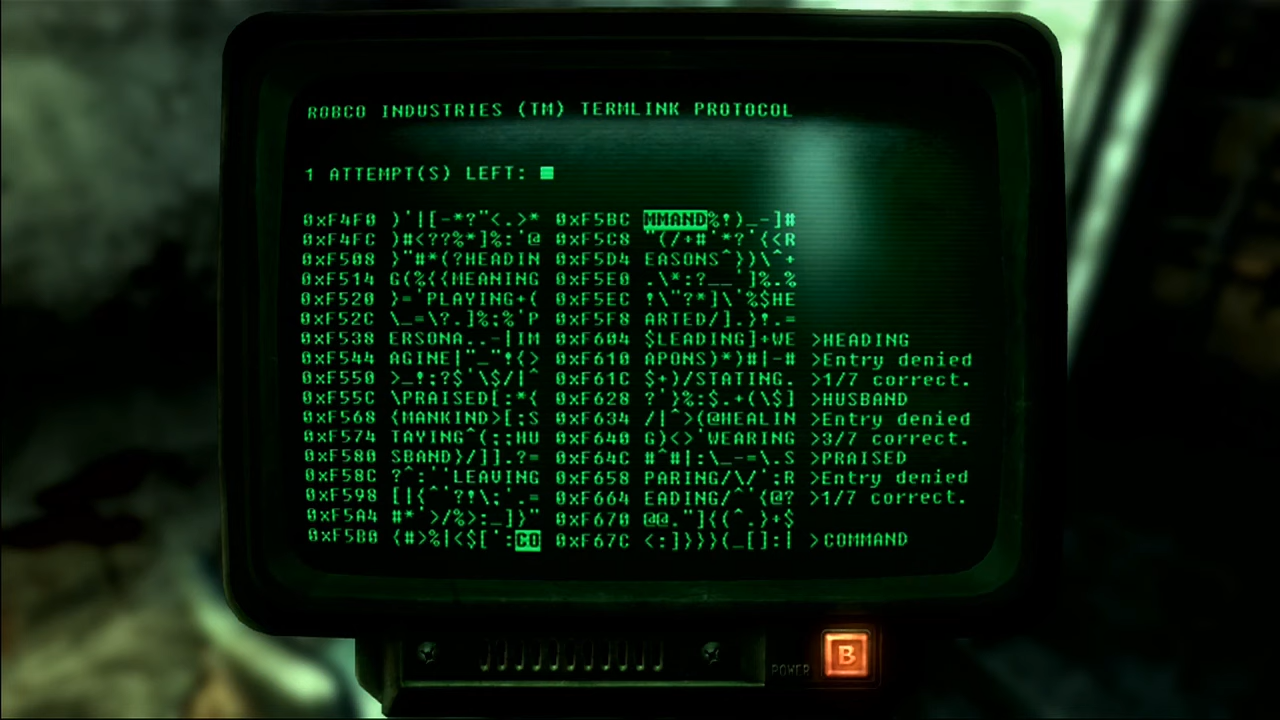 ROBCO INDUSTRIES (TM) TERMLINK PROTOCOL
1 ATTEMPT(S) LEFT:
0xF4F0 )'|[-*?"<.>* 0xF5BC MMAND%!)_-]#
0xF4FC )#<??%*]%:'@ 0xF5C8 "(/+#'*?'{<R
0xF508 }"#*(?HEADIN 0xF5D4 EASONS^})\^+
0xF514 G(%{{MEANING 0xF5E0 .\*:?__']%.%
0xF520 }='PLAYING+( 0xF5EC !\"?*]\'%$HE
0xF52C \_=\?.]%;%'P 0xF5F8 ARTED/].}!.=
0xF538 ERSONA..-|IM 0xF604 $LEADING]+WE >HEADING
0xF544 AGINE|"_"!{> 0xF610 APONS)*)#|-# >Entry denied
0xF550 >_!:?$'\$/|^ 0xF61C $+)/STATING. >1/7 correct.
0xF55C \PRAISED[:*{ 0xF628 ?'}%:$.+(\$] >HUSBAND
0xF568 (MANKIND>[;S 0xF634 /|^>(@HEALIN >Entry denied
0xF574 TAYING^(;:HU 0xF640 G)<>`WEARING >3/7 correct.
0xF580 SBAND}/]].?= 0xF64C #^#|:\_-=\.S >PRAISED
0xF58C ?^:''LEAVING 0xF658 PARING/\/':R >Entry denied
0xF598 [|{^'?!\:'.= 0xF664 EADING/^'{@? >1/7 correct.
0xF5A4 #*'>/%>:_]}" 0xF670 @@."]{(^.}+$
0xF5B0 {#>%|<$[':CO 0xF67C <:]}}}(_[]:| >COMMAND
POWER
B